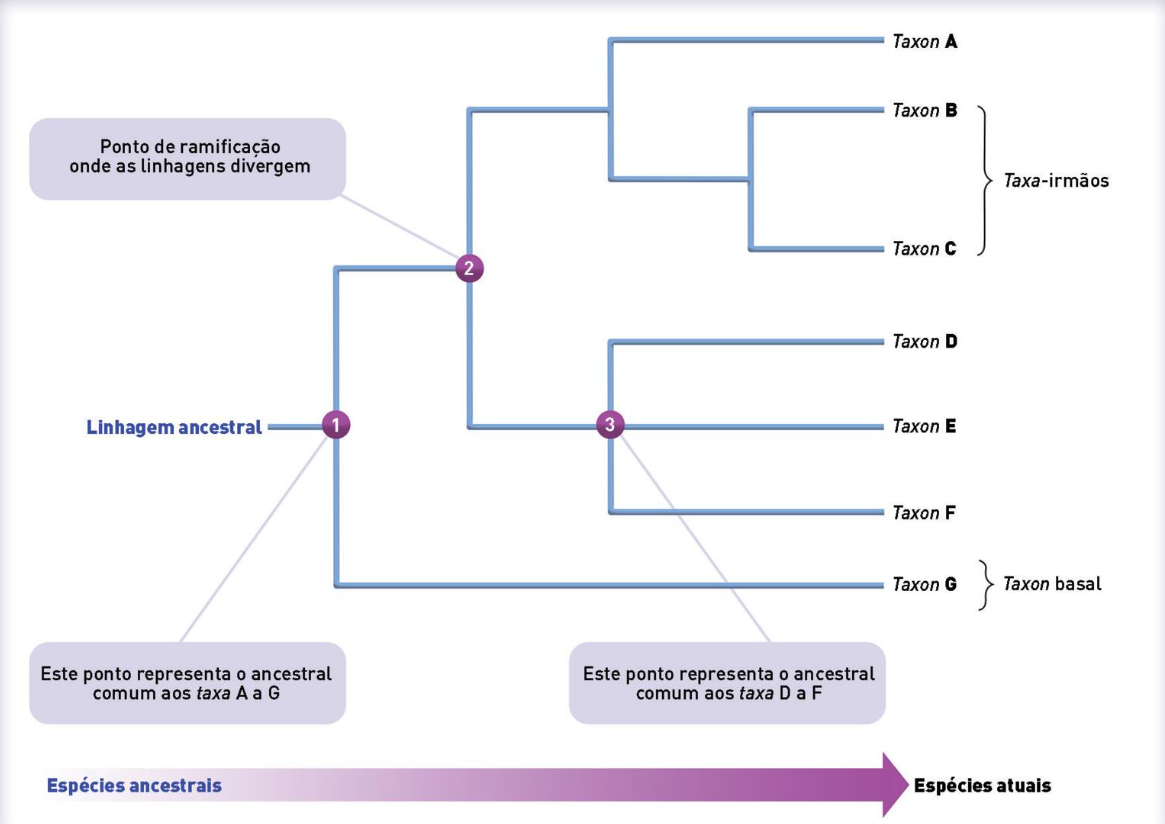 Taxon A
Ponto de ramificação
onde as linhagens divergem
Taxon B
Taxa-irmãos
Taxon C
2
Taxon D
Linhagem ancestral
1
3
Taxon E
Taxon F
Taxon G
Taxon basal
Este ponto representa o ancestral
comum aos taxa A a G
Este ponto representa o ancestral
comum aos taxa D a F
Espécies ancestrais
Espécies atuais